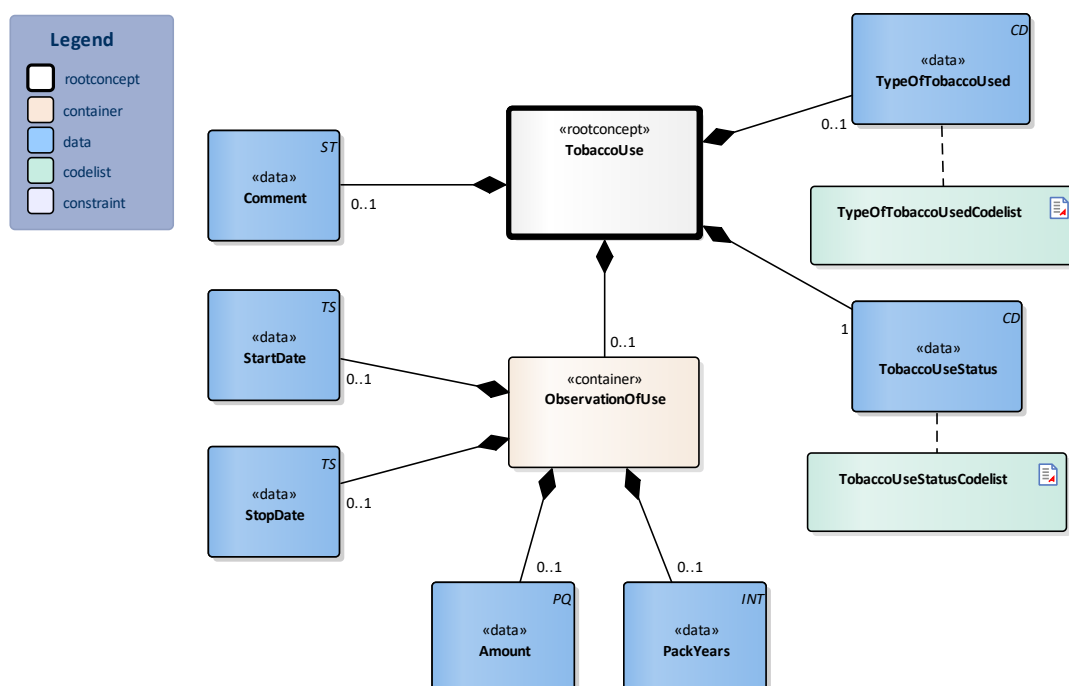 Legend
rootconcept
container
data
codelist
constraint
CD
«data»
TypeOfTobaccoUsed
0..1
«rootconcept»
TobaccoUse
ST
«data»
Comment
0..1
TypeOfTobaccoUsedCodelist
TS
«data»
StartDate
0..1
0..1
1
CD
«data»
TobaccoUseStatus
«container»
ObservationOfUse
TS
«data»
StopDate
0..1
TobaccoUseStatusCodelist
0..1
0..1
PQ
«data»
Amount
INT
«data»
PackYears